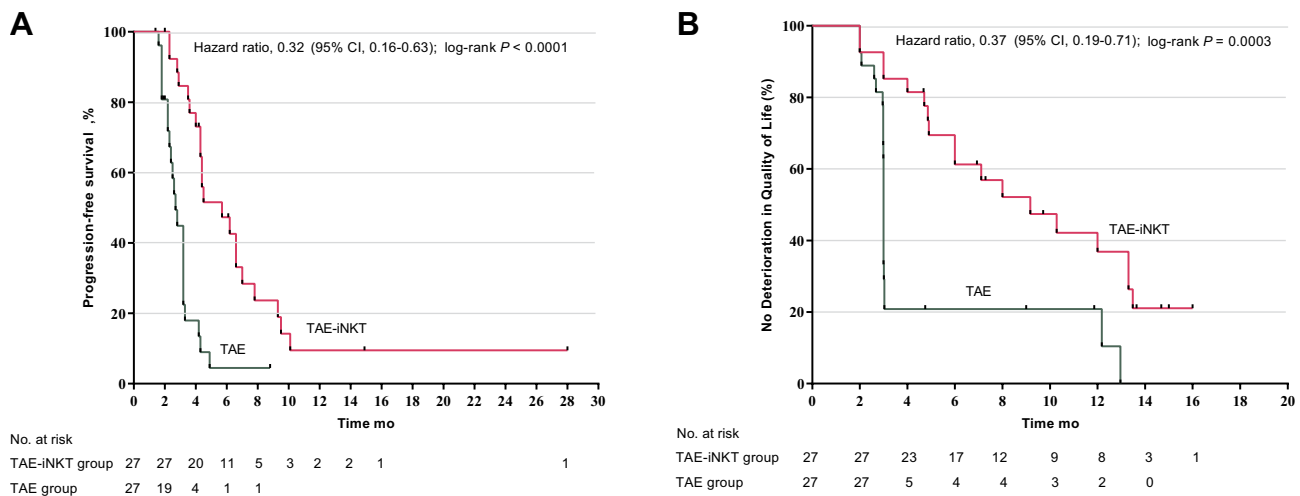 A
Hazard ratio, 0.32 (95% CI, 0.16-0.63); log-rank P < 0.0001
Progression-free survival ,%
100
80
60
40
20
0
TAE-iNKT
TAE
0 2 4 6 8 10 12 14 16 18 20 22 24 26 28 30
Time mo
No. at risk
TAE-iNKT group 27 27 20 11 5 3 2 2 1 1
TAE group 27 19 4 1 1
B
Hazard ratio, 0.37 (95% CI, 0.19-0.71); log-rank P = 0.0003
No Deterioration in Quality of Life (%)
100
80
60
40
20
0
TAE-iNKT
TAE
0 2 4 6 8 10 12 14 16 18 20
Time mo
No. at risk
TAE-iNKT group 27 27 23 17 12 9 8 3 1
TAE group 27 27 5 4 4 3 2 0